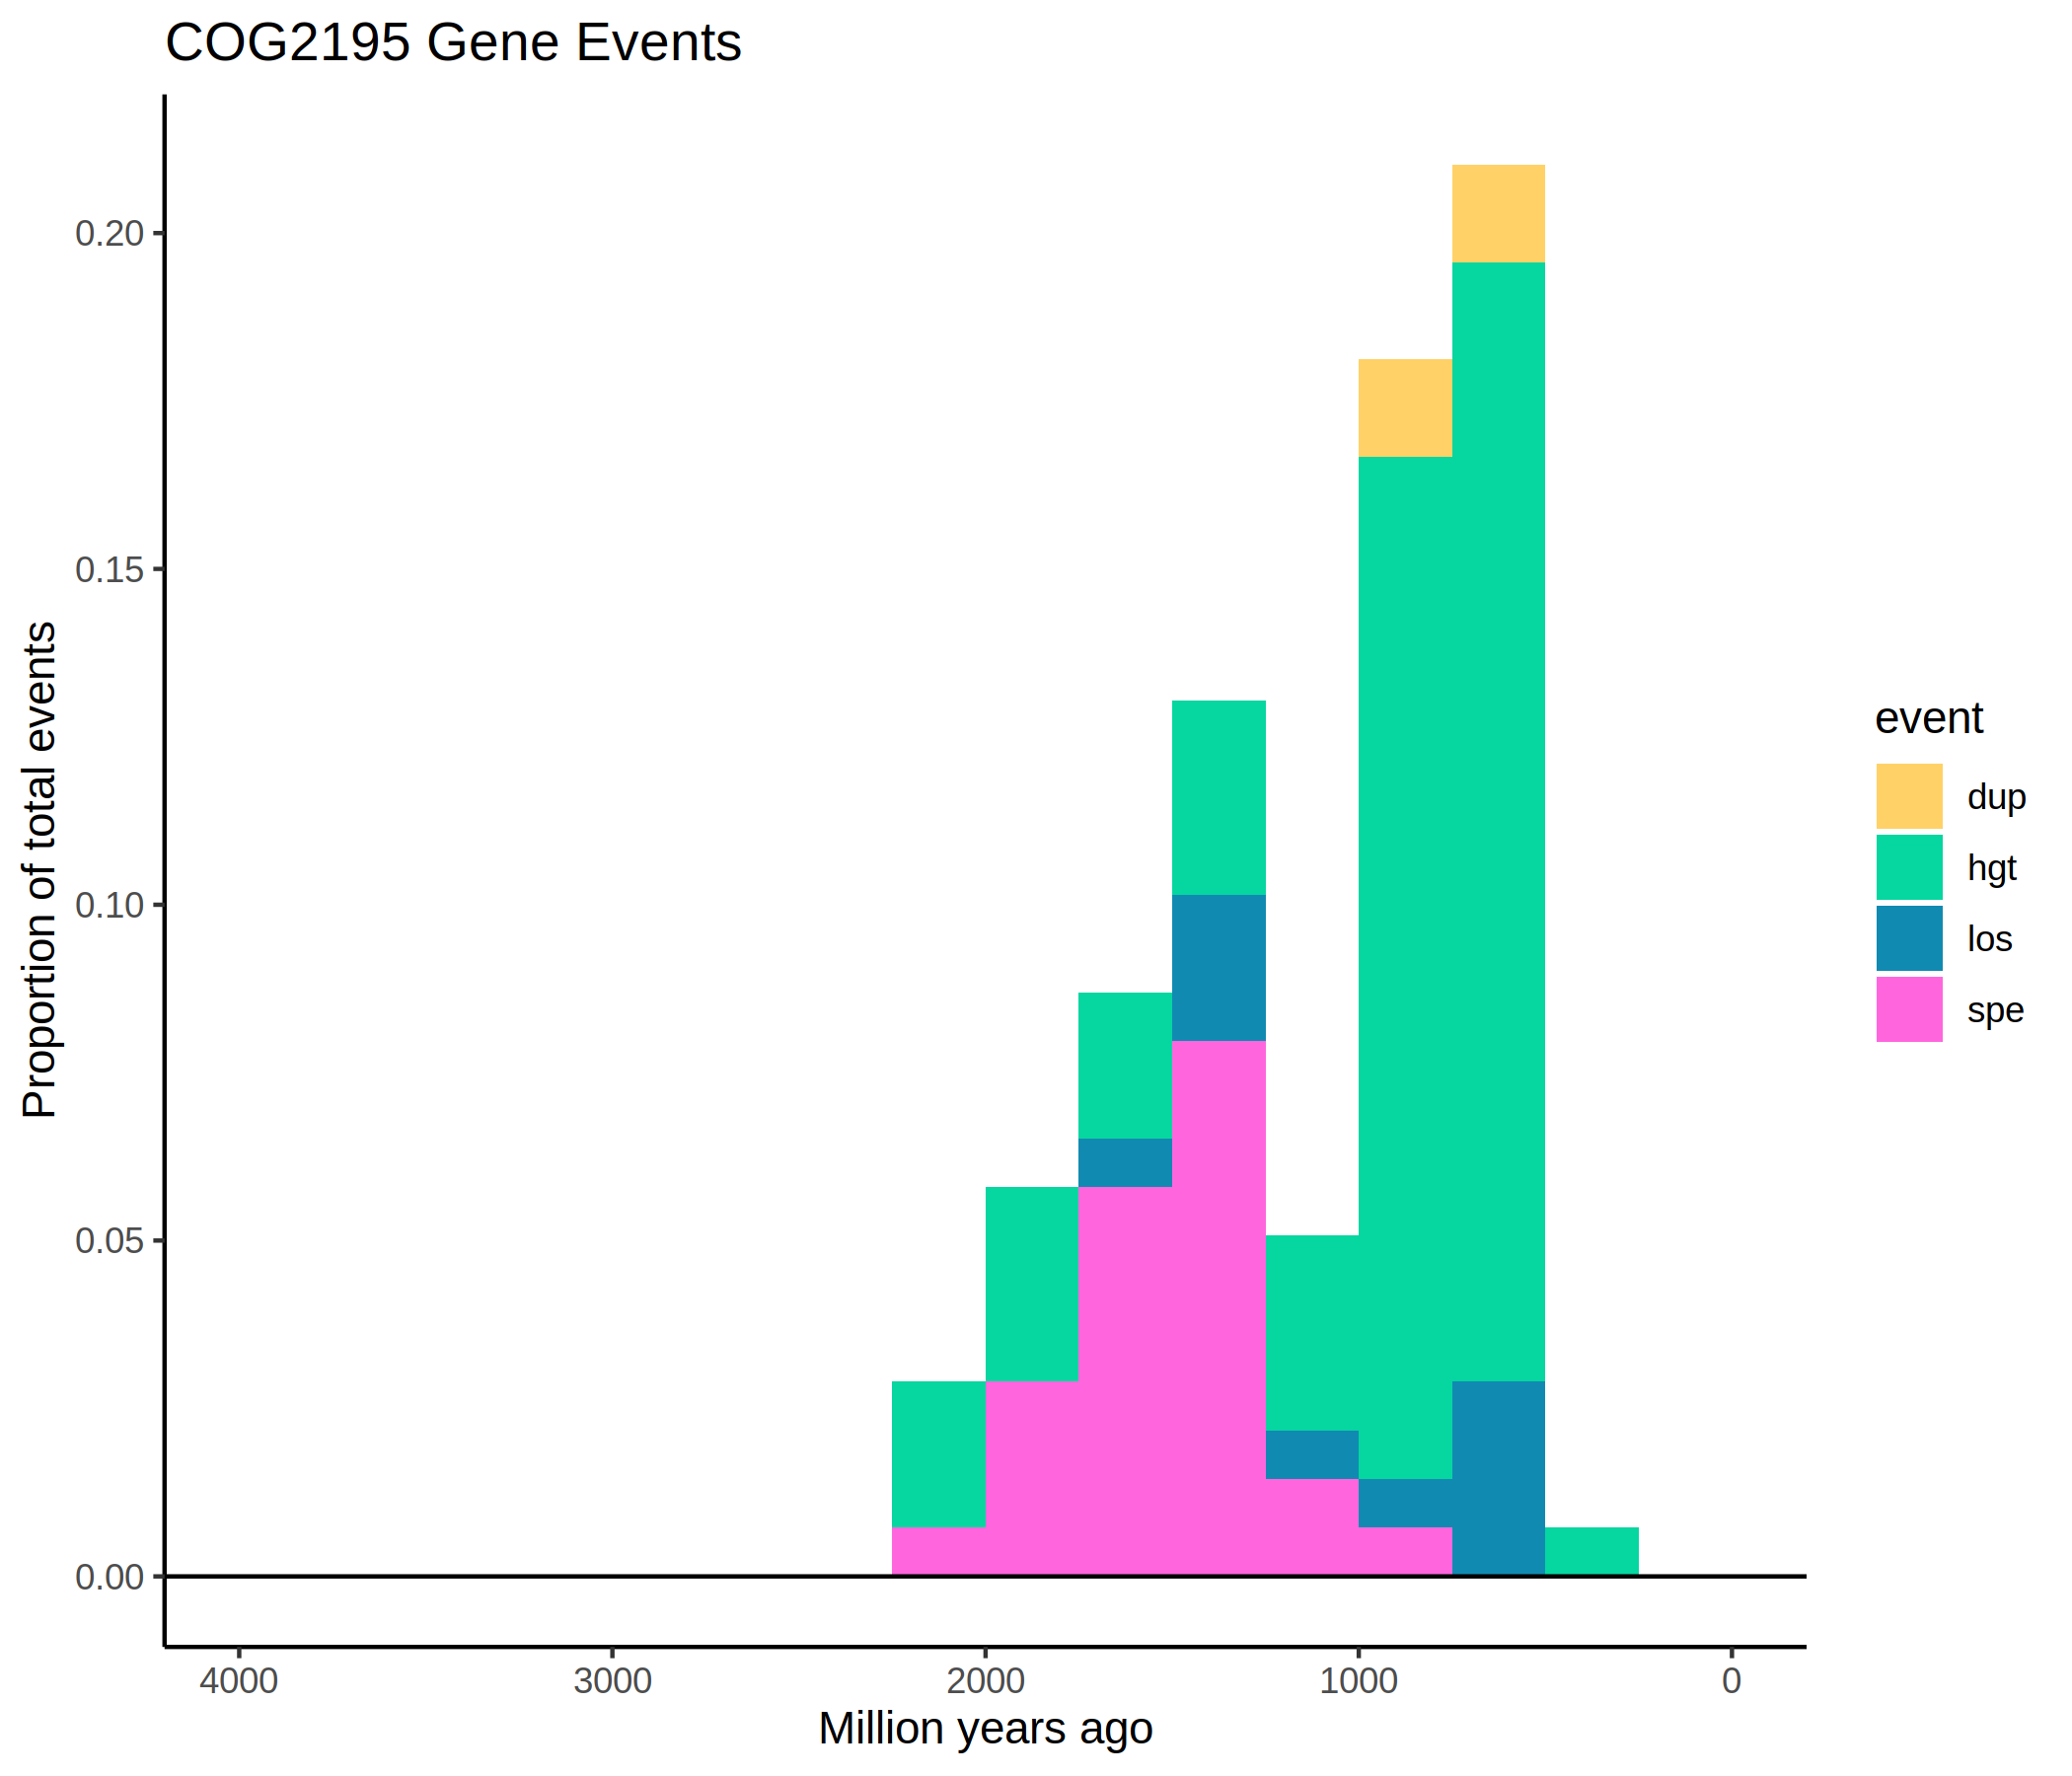 COG2195 Gene Events
Proportion of total events
0.20
0.15
0.10
0.05
0.00
4000 3000 2000 1000 0
Million years ago
event
dup
hgt
los
spe